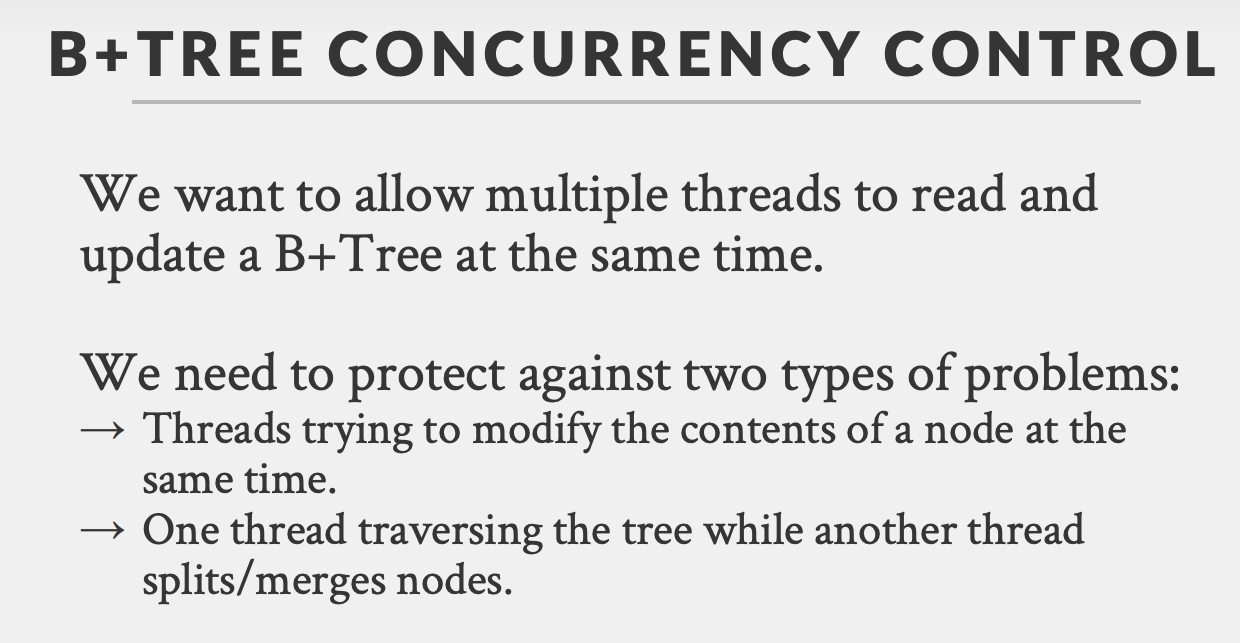 B+TREE CONCURRENCY CONTROL
We want to allow multiple threads to read and
update a B+Tree at the same time.
We need to protect against two types of problems:
→ Threads trying to modify the contents of a node at the
same time.
→ One thread traversing the tree while another thread
splits/merges nodes.